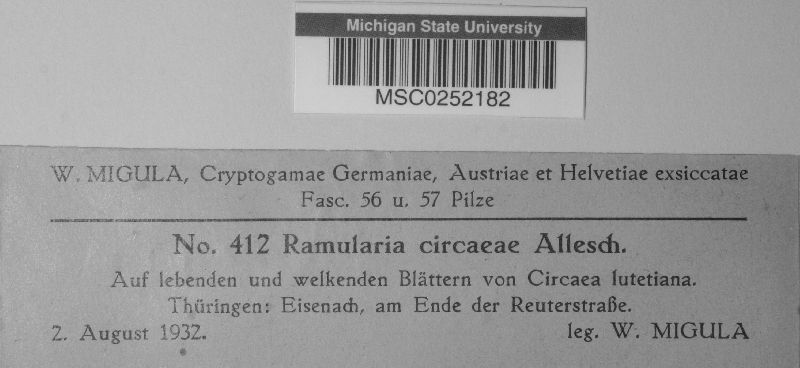 Michigan State University
MSC0252182
W. MIGULA, Cryptogamae Germaniae, Austriae et Helvetiae exsiccatae
Fasc. 56 u. 57 Pilze
No. 412 Ramularia circaeae Allesch.
Auf lebenden und welkenden Blättern von Circaea lutetiana.
Thüringen: Eisenach, am Ende der Reuterstraße.
2. August 1932. leg. W. MIGULA